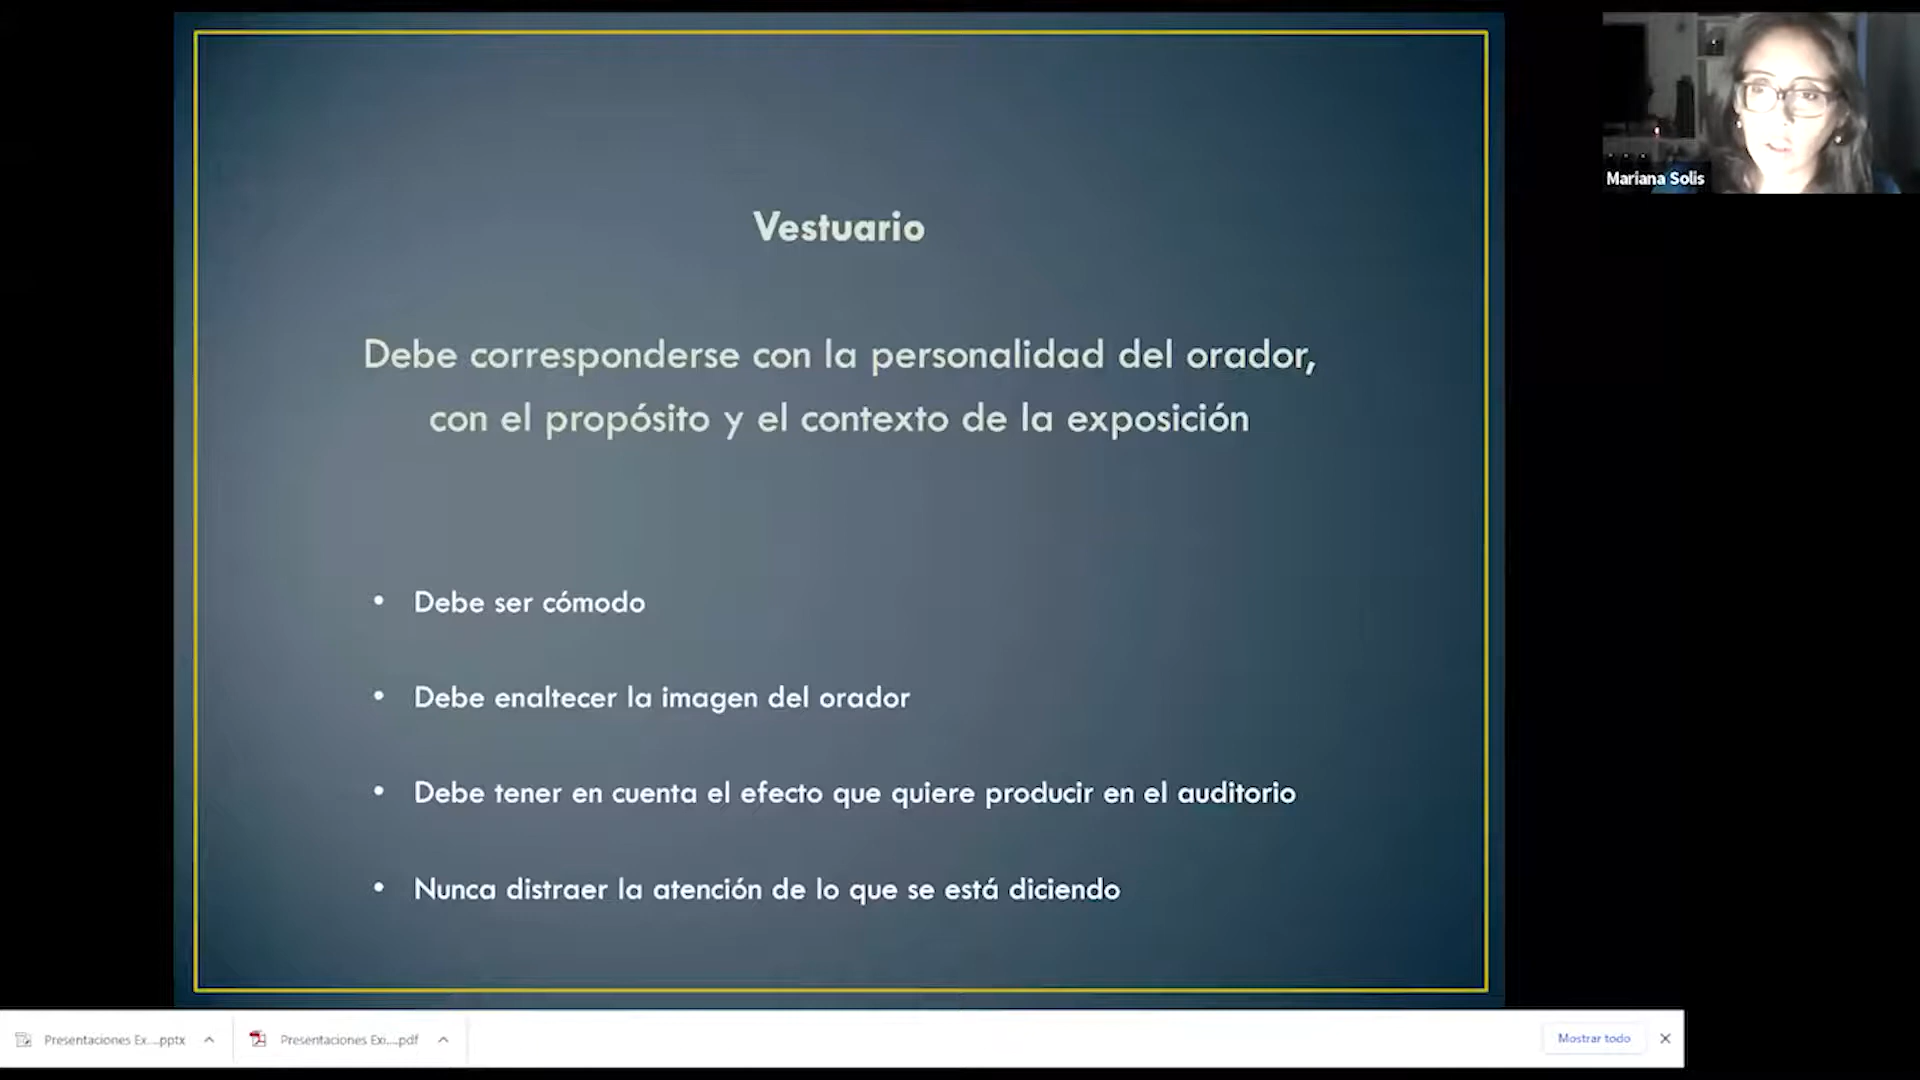 Vestuario
Debe corresponderse con la personalidad del orador,
con el propósito y el contexto de la exposición
• Debe ser cómodo
• Debe enaltecer la imagen del orador
• Debe tener en cuenta el efecto que quiere producir en el auditorio
• Nunca distraer la atención de lo que se está diciendo
Mariana Solis
Presentaciones Ex....pptx
Presentaciones Exi....pdf
Mostrar todo